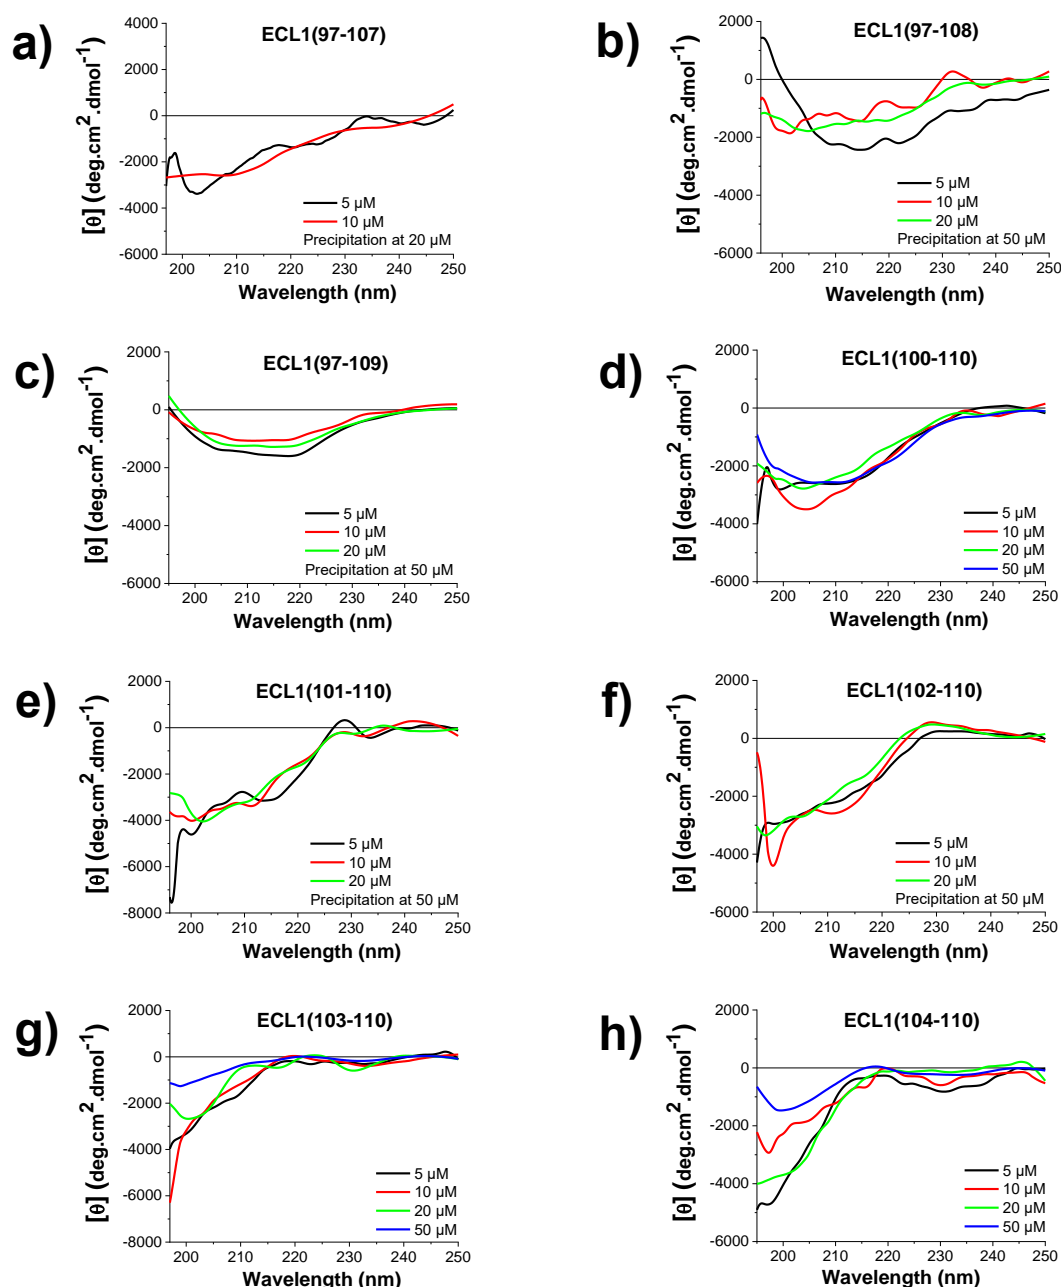 a)
ECL1(97-107)
[θ] (deg.cm².dmol⁻¹)
4000
2000
0
-2000
-4000
-6000
5 µM
10 µM
Precipitation at 20 µM
200 210 220 230 240 250
Wavelength (nm)
b)
ECL1(97-108)
[θ] (deg.cm².dmol⁻¹)
2000
0
-2000
-4000
-6000
5 µM
10 µM
20 µM
Precipitation at 50 µM
200 210 220 230 240 250
Wavelength (nm)
c)
ECL1(97-109)
[θ] (deg.cm².dmol⁻¹)
2000
0
-2000
-4000
-6000
5 µM
10 µM
20 µM
Precipitation at 50 µM
200 210 220 230 240 250
Wavelength (nm)
d)
ECL1(100-110)
[θ] (deg.cm².dmol⁻¹)
2000
0
-2000
-4000
-6000
5 µM
10 µM
20 µM
50 µM
200 210 220 230 240 250
Wavelength (nm)
e)
ECL1(101-110)
[θ] (deg.cm².dmol⁻¹)
2000
0
-2000
-4000
-6000
-8000
5 µM
10 µM
20 µM
Precipitation at 50 µM
200 210 220 230 240 250
Wavelength (nm)
f)
ECL1(102-110)
[θ] (deg.cm².dmol⁻¹)
2000
0
-2000
-4000
-6000
5 µM
10 µM
20 µM
Precipitation at 50 µM
200 210 220 230 240 250
Wavelength (nm)
g)
ECL1(103-110)
[θ] (deg.cm².dmol⁻¹)
2000
0
-2000
-4000
-6000
-8000
5 µM
10 µM
20 µM
50 µM
200 210 220 230 240 250
Wavelength (nm)
h)
ECL1(104-110)
[θ] (deg.cm².dmol⁻¹)
2000
0
-2000
-4000
-6000
5 µM
10 µM
20 µM
50 µM
200 210 220 230 240 250
Wavelength (nm)